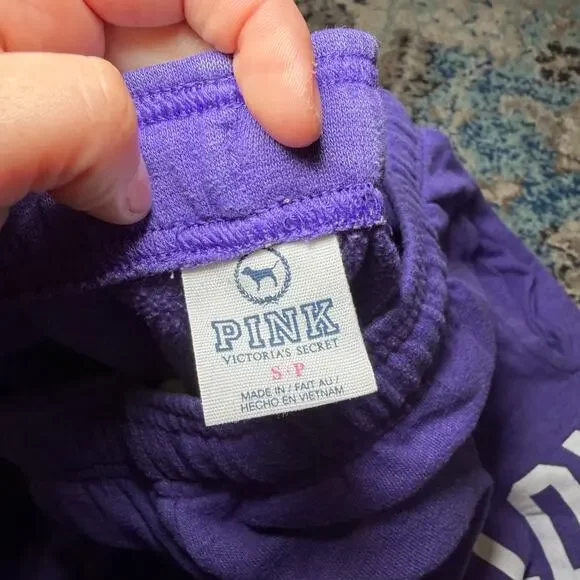 PINK
VICTORIA'S SECRET
S·P
MADE IN / FAIT AU /
HECHO EN VIETNAM